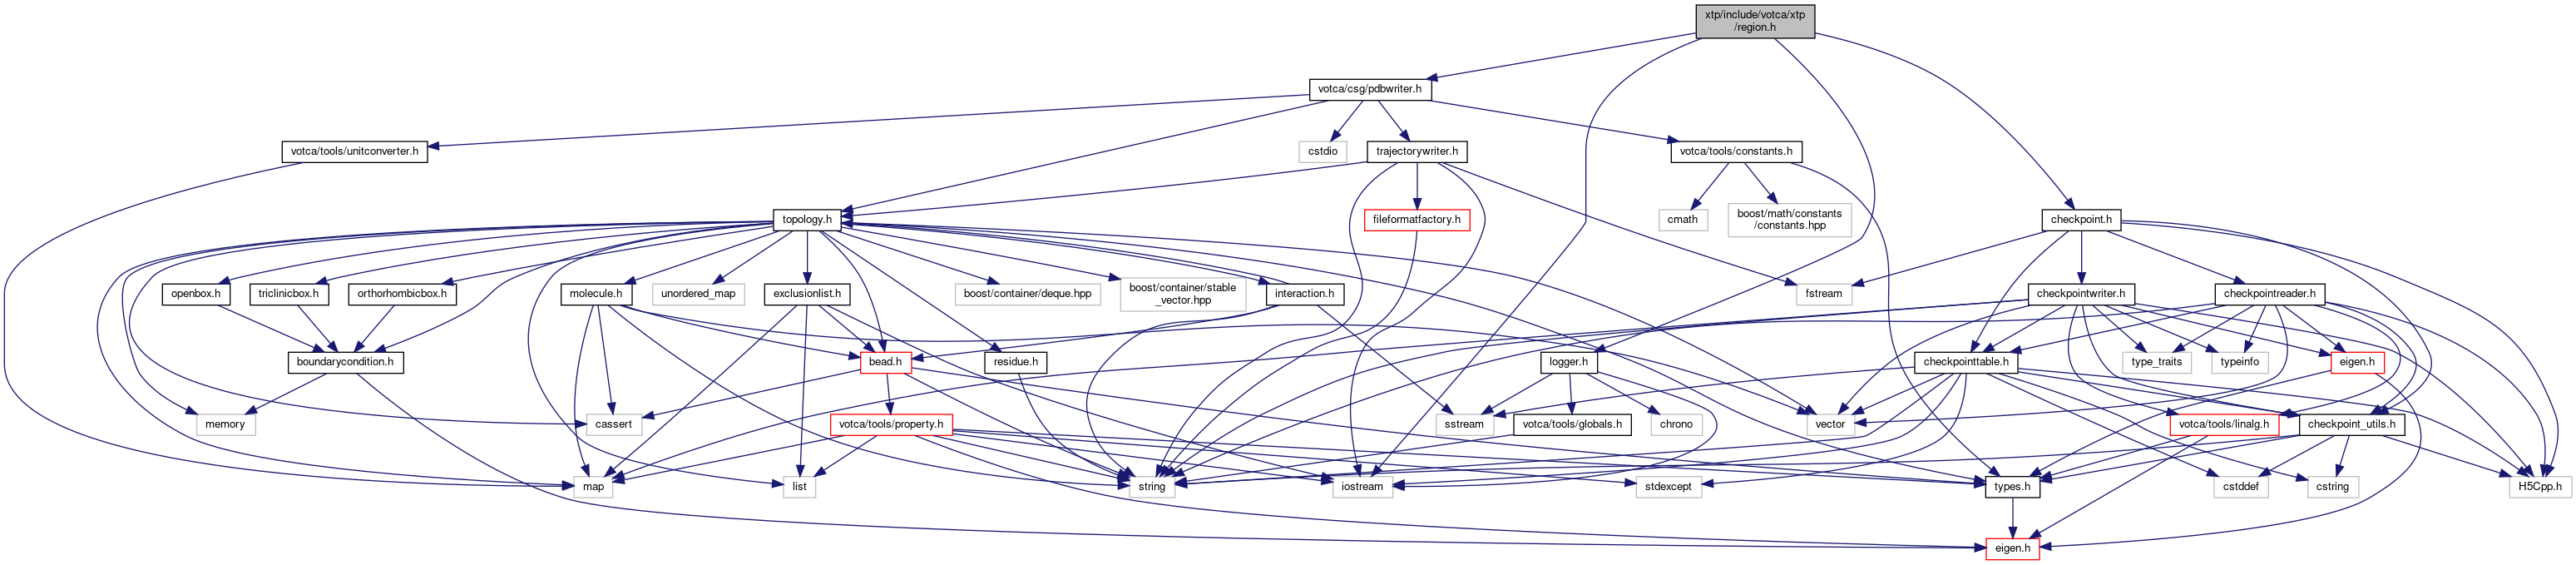 xtp/include/votca/xtp
/region.h
votca/csg/pdbwriter.h
votca/tools/unitconverter.h
cstdio
trajectorywriter.h
votca/tools/constants.h
topology.h
fileformatfactory.h
cmath
boost/math/constants
/constants.hpp
checkpoint.h
openbox.h
triclinicbox.h
orthorhombicbox.h
molecule.h
unordered_map
exclusionlist.h
boost/container/deque.hpp
boost/container/stable
_vector.hpp
interaction.h
fstream
checkpointwriter.h
checkpointreader.h
boundarycondition.h
bead.h
residue.h
logger.h
checkpointtable.h
type_traits
typeinfo
eigen.h
memory
cassert
votca/tools/property.h
sstream
votca/tools/globals.h
chrono
vector
votca/tools/linalg.h
checkpoint_utils.h
map
list
string
iostream
stdexcept
types.h
cstddef
cstring
H5Cpp.h
eigen.h